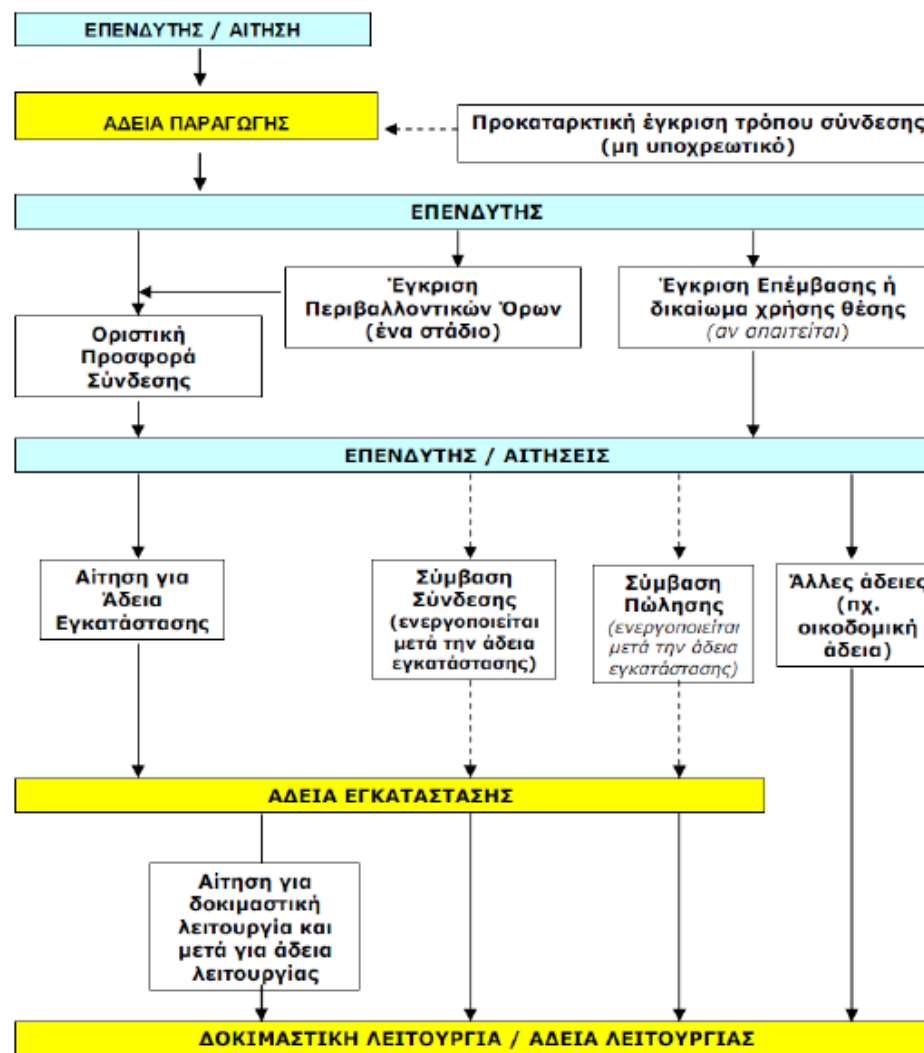 ΕΠΕΝΔΥΤΗΣ / ΑΙΤΗΣΗ
ΑΔΕΙΑ ΠΑΡΑΓΩΓΗΣ
Προκαταρκτική έγκριση τρόπου σύνδεσης
(μη υποχρεωτικό)
ΕΠΕΝΔΥΤΗΣ
Έγκριση
Περιβαλλοντικών Όρων
(ένα στάδιο)
Έγκριση Επέμβασης ή
δικαίωμα χρήσης θέσης
(αν απαιτείται)
Οριστική
Προσφορά
Σύνδεσης
ΕΠΕΝΔΥΤΗΣ / ΑΙΤΗΣΕΙΣ
Αίτηση για
Άδεια
Εγκατάστασης
Σύμβαση
Σύνδεσης
(ενεργοποιείται
μετά την άδεια
εγκατάστασης)
Σύμβαση
Πώλησης
(ενεργοποιείται
μετά την άδεια
εγκατάστασης)
Άλλες άδειες
(πχ.
οικοδομική
άδεια)
ΑΔΕΙΑ ΕΓΚΑΤΑΣΤΑΣΗΣ
Αίτηση για
δοκιμαστική
λειτουργία και
μετά για άδεια
λειτουργίας
ΔΟΚΙΜΑΣΤΙΚΗ ΛΕΙΤΟΥΡΓΙΑ / ΑΔΕΙΑ ΛΕΙΤΟΥΡΓΙΑΣ